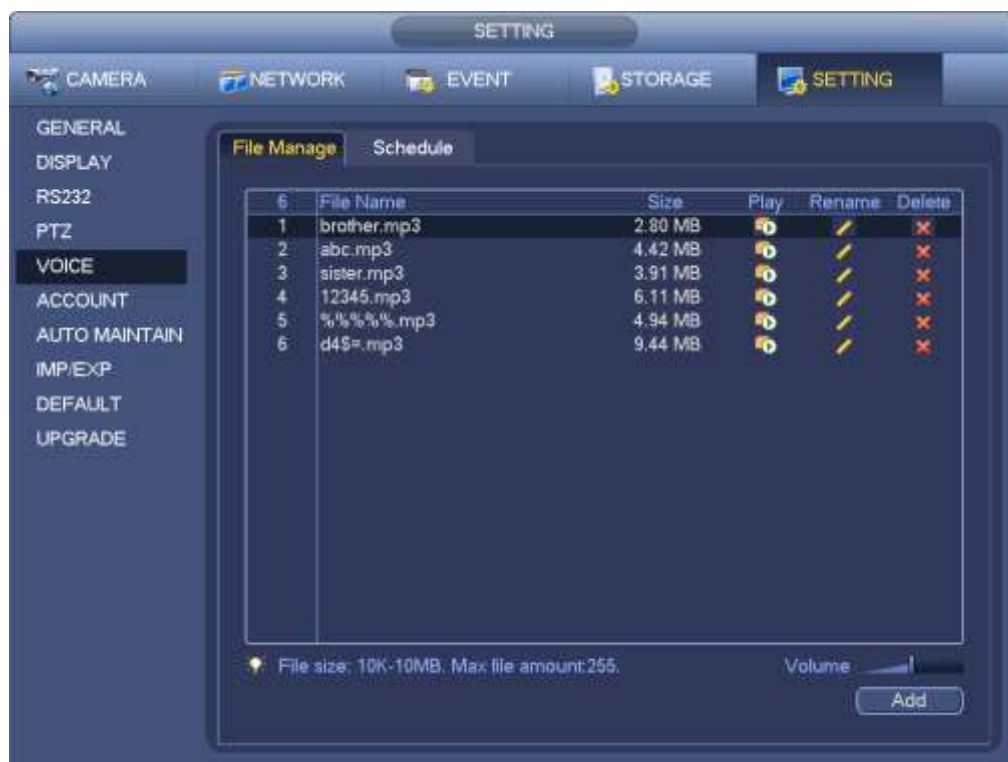 SETTING
CAMERA NETWORK EVENT STORAGE SETTING
GENERAL
DISPLAY
RS232
PTZ
VOICE
ACCOUNT
AUTO MAINTAIN
IMP/EXP
DEFAULT
UPGRADE
File Manage Schedule
6 File Name Size Play Rename Delete
1 brother.mp3 2.80 MB
2 abc.mp3 4.42 MB
3 sister.mp3 3.91 MB
4 12345.mp3 6.11 MB
5 %%%%%.mp3 4.94 MB
6 d4$=.mp3 9.44 MB
File size: 10K-10MB. Max file amount:255. Volume
Add